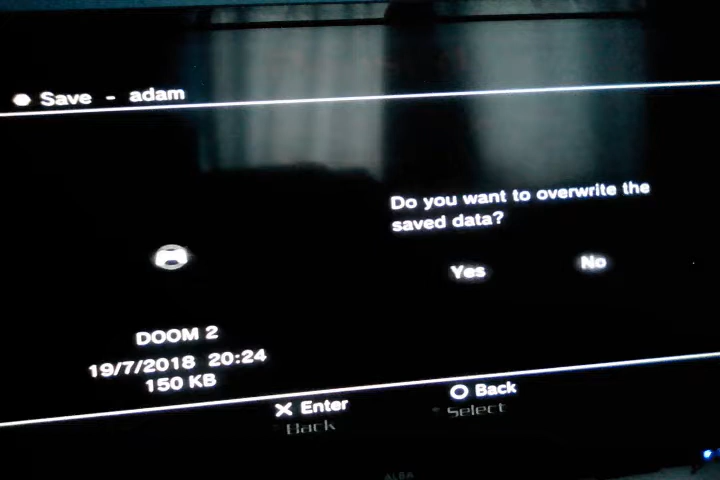 Save - adam
Do you want to overwrite the
saved data?
Yes No
DOOM 2
19/7/2018 20:24
150 KB
Enter Back
Back Select
ALBA